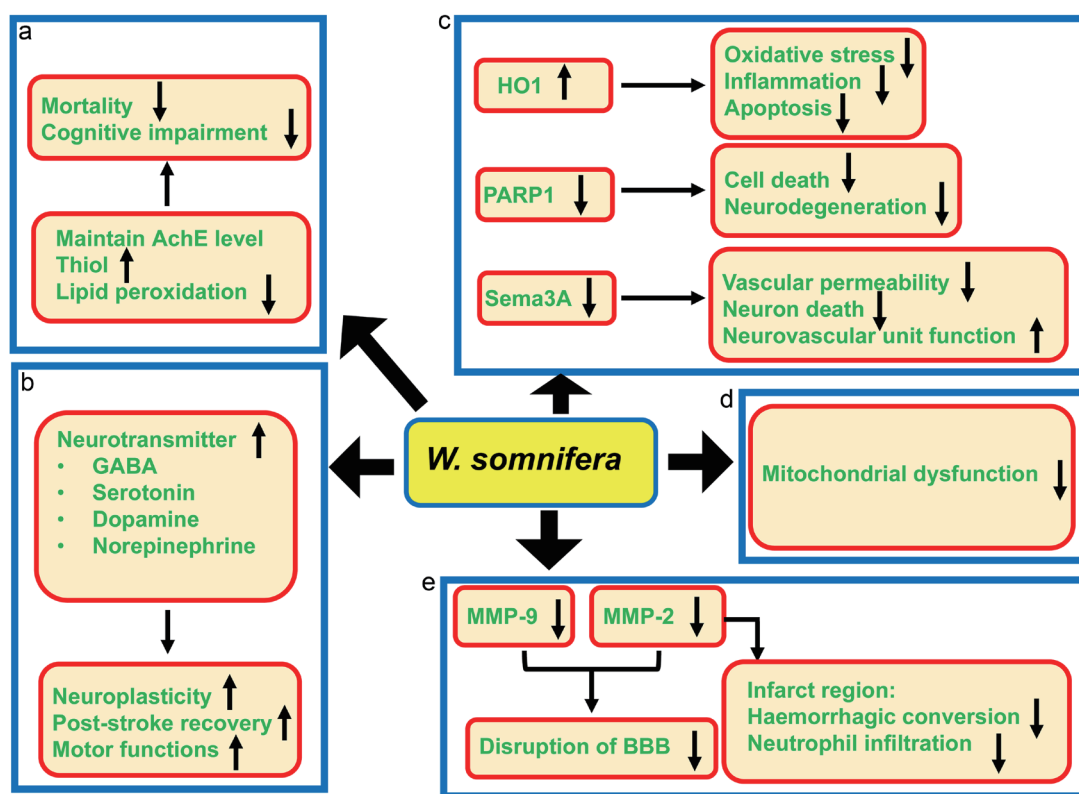 a
Mortality
Cognitive impairment
Maintain AchE level
Thiol
Lipid peroxidation
b
Neurotransmitter
• GABA
• Serotonin
• Dopamine
• Norepinephrine
Neuroplasticity
Post-stroke recovery
Motor functions
c
HO1
Oxidative stress
Inflammation
Apoptosis
PARP1
Cell death
Neurodegeneration
Sema3A
Vascular permeability
Neuron death
Neurovascular unit function
W. somnifera
d
Mitochondrial dysfunction
e
MMP-9
MMP-2
Disruption of BBB
Infarct region:
Haemorrhagic conversion
Neutrophil infiltration